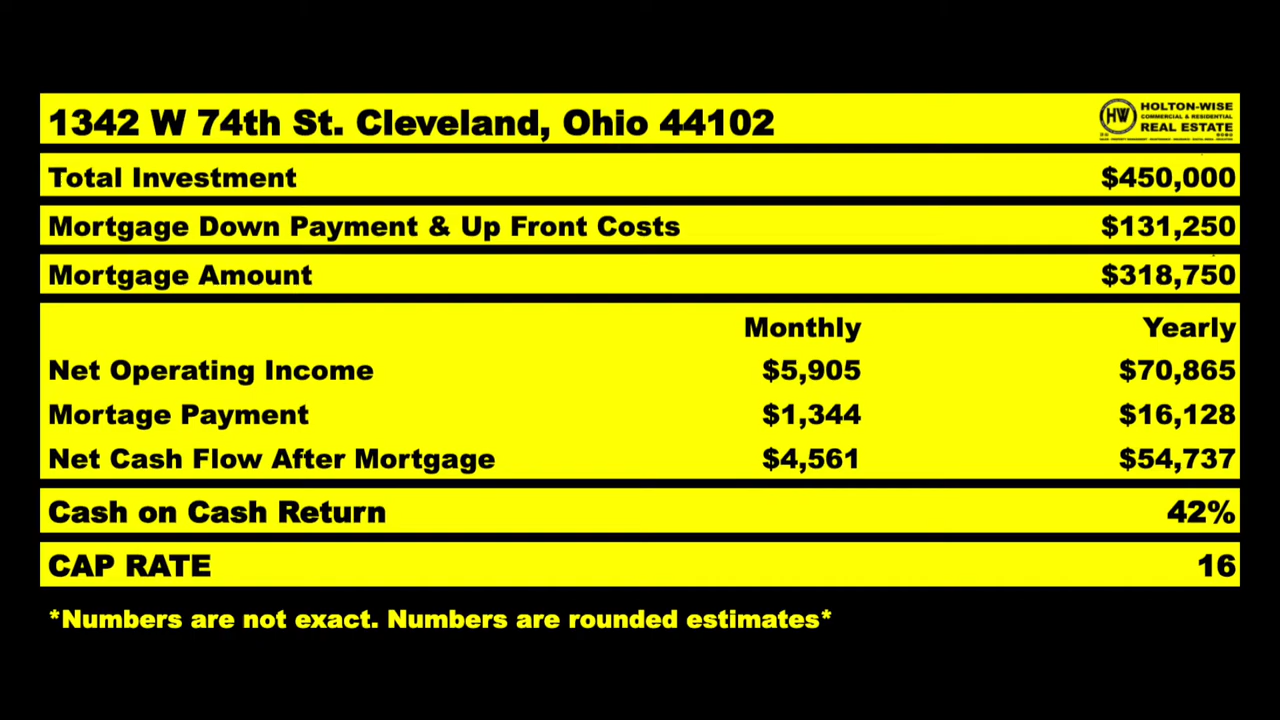 1342 W 74th St. Cleveland, Ohio 44102
HOLTON-WISE
COMMERCIAL & RESIDENTIAL
REAL ESTATE
HW
Total Investment $450,000
Mortgage Down Payment & Up Front Costs $131,250
Mortgage Amount $318,750
Monthly Yearly
Net Operating Income $5,905 $70,865
Mortage Payment $1,344 $16,128
Net Cash Flow After Mortgage $4,561 $54,737
Cash on Cash Return 42%
CAP RATE 16
*Numbers are not exact. Numbers are rounded estimates*